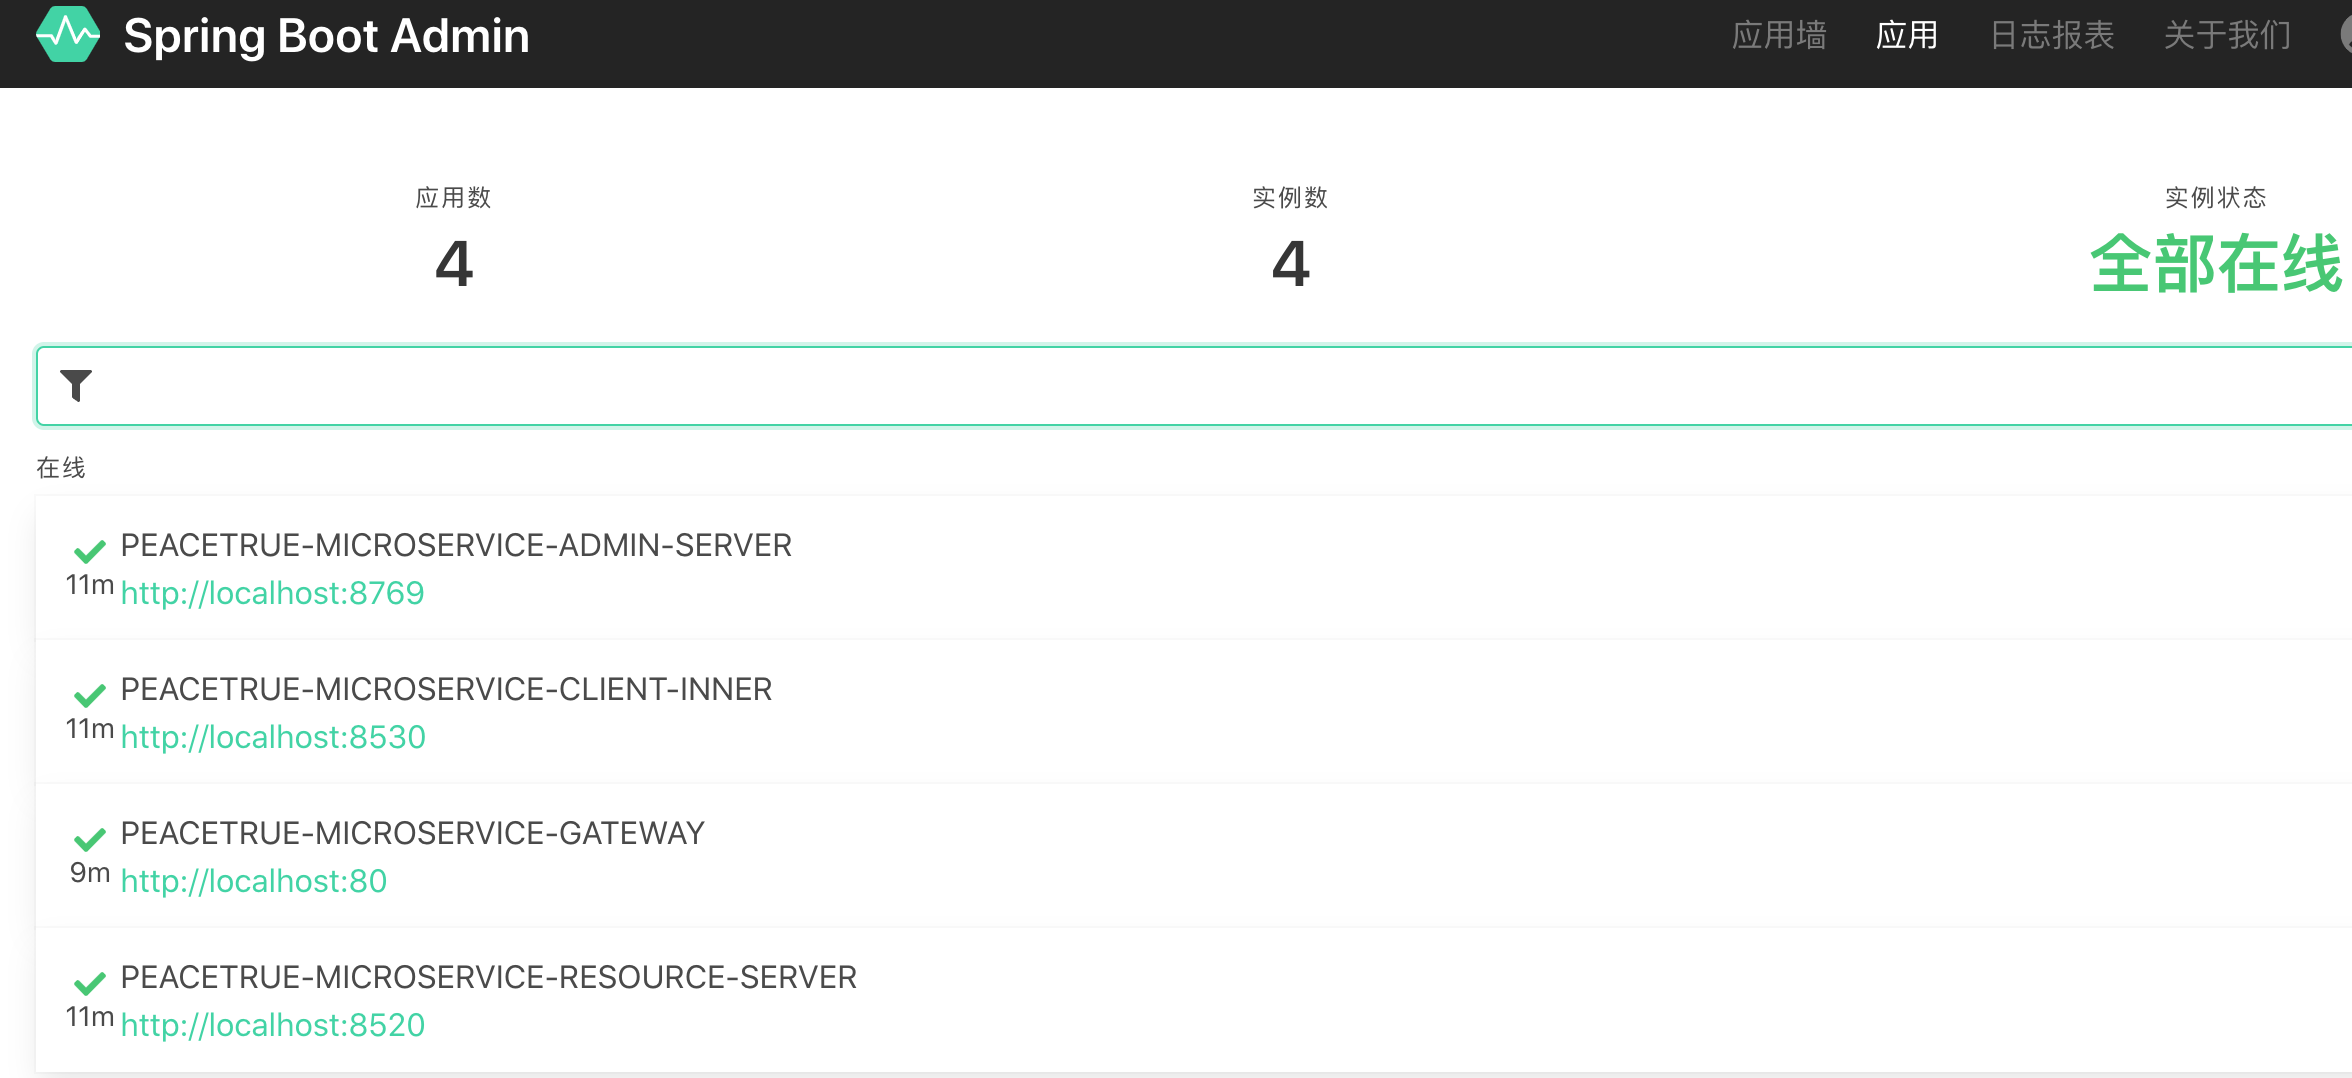 Spring Boot Admin
应用墙 应用 日志报表 关于我们
应用数 实例数 实例状态
4 4 全部在线
在线
PEACETRUE-MICROSERVICE-ADMIN-SERVER
11m http://localhost:8769
PEACETRUE-MICROSERVICE-CLIENT-INNER
11m http://localhost:8530
PEACETRUE-MICROSERVICE-GATEWAY
9m http://localhost:80
PEACETRUE-MICROSERVICE-RESOURCE-SERVER
11m http://localhost:8520